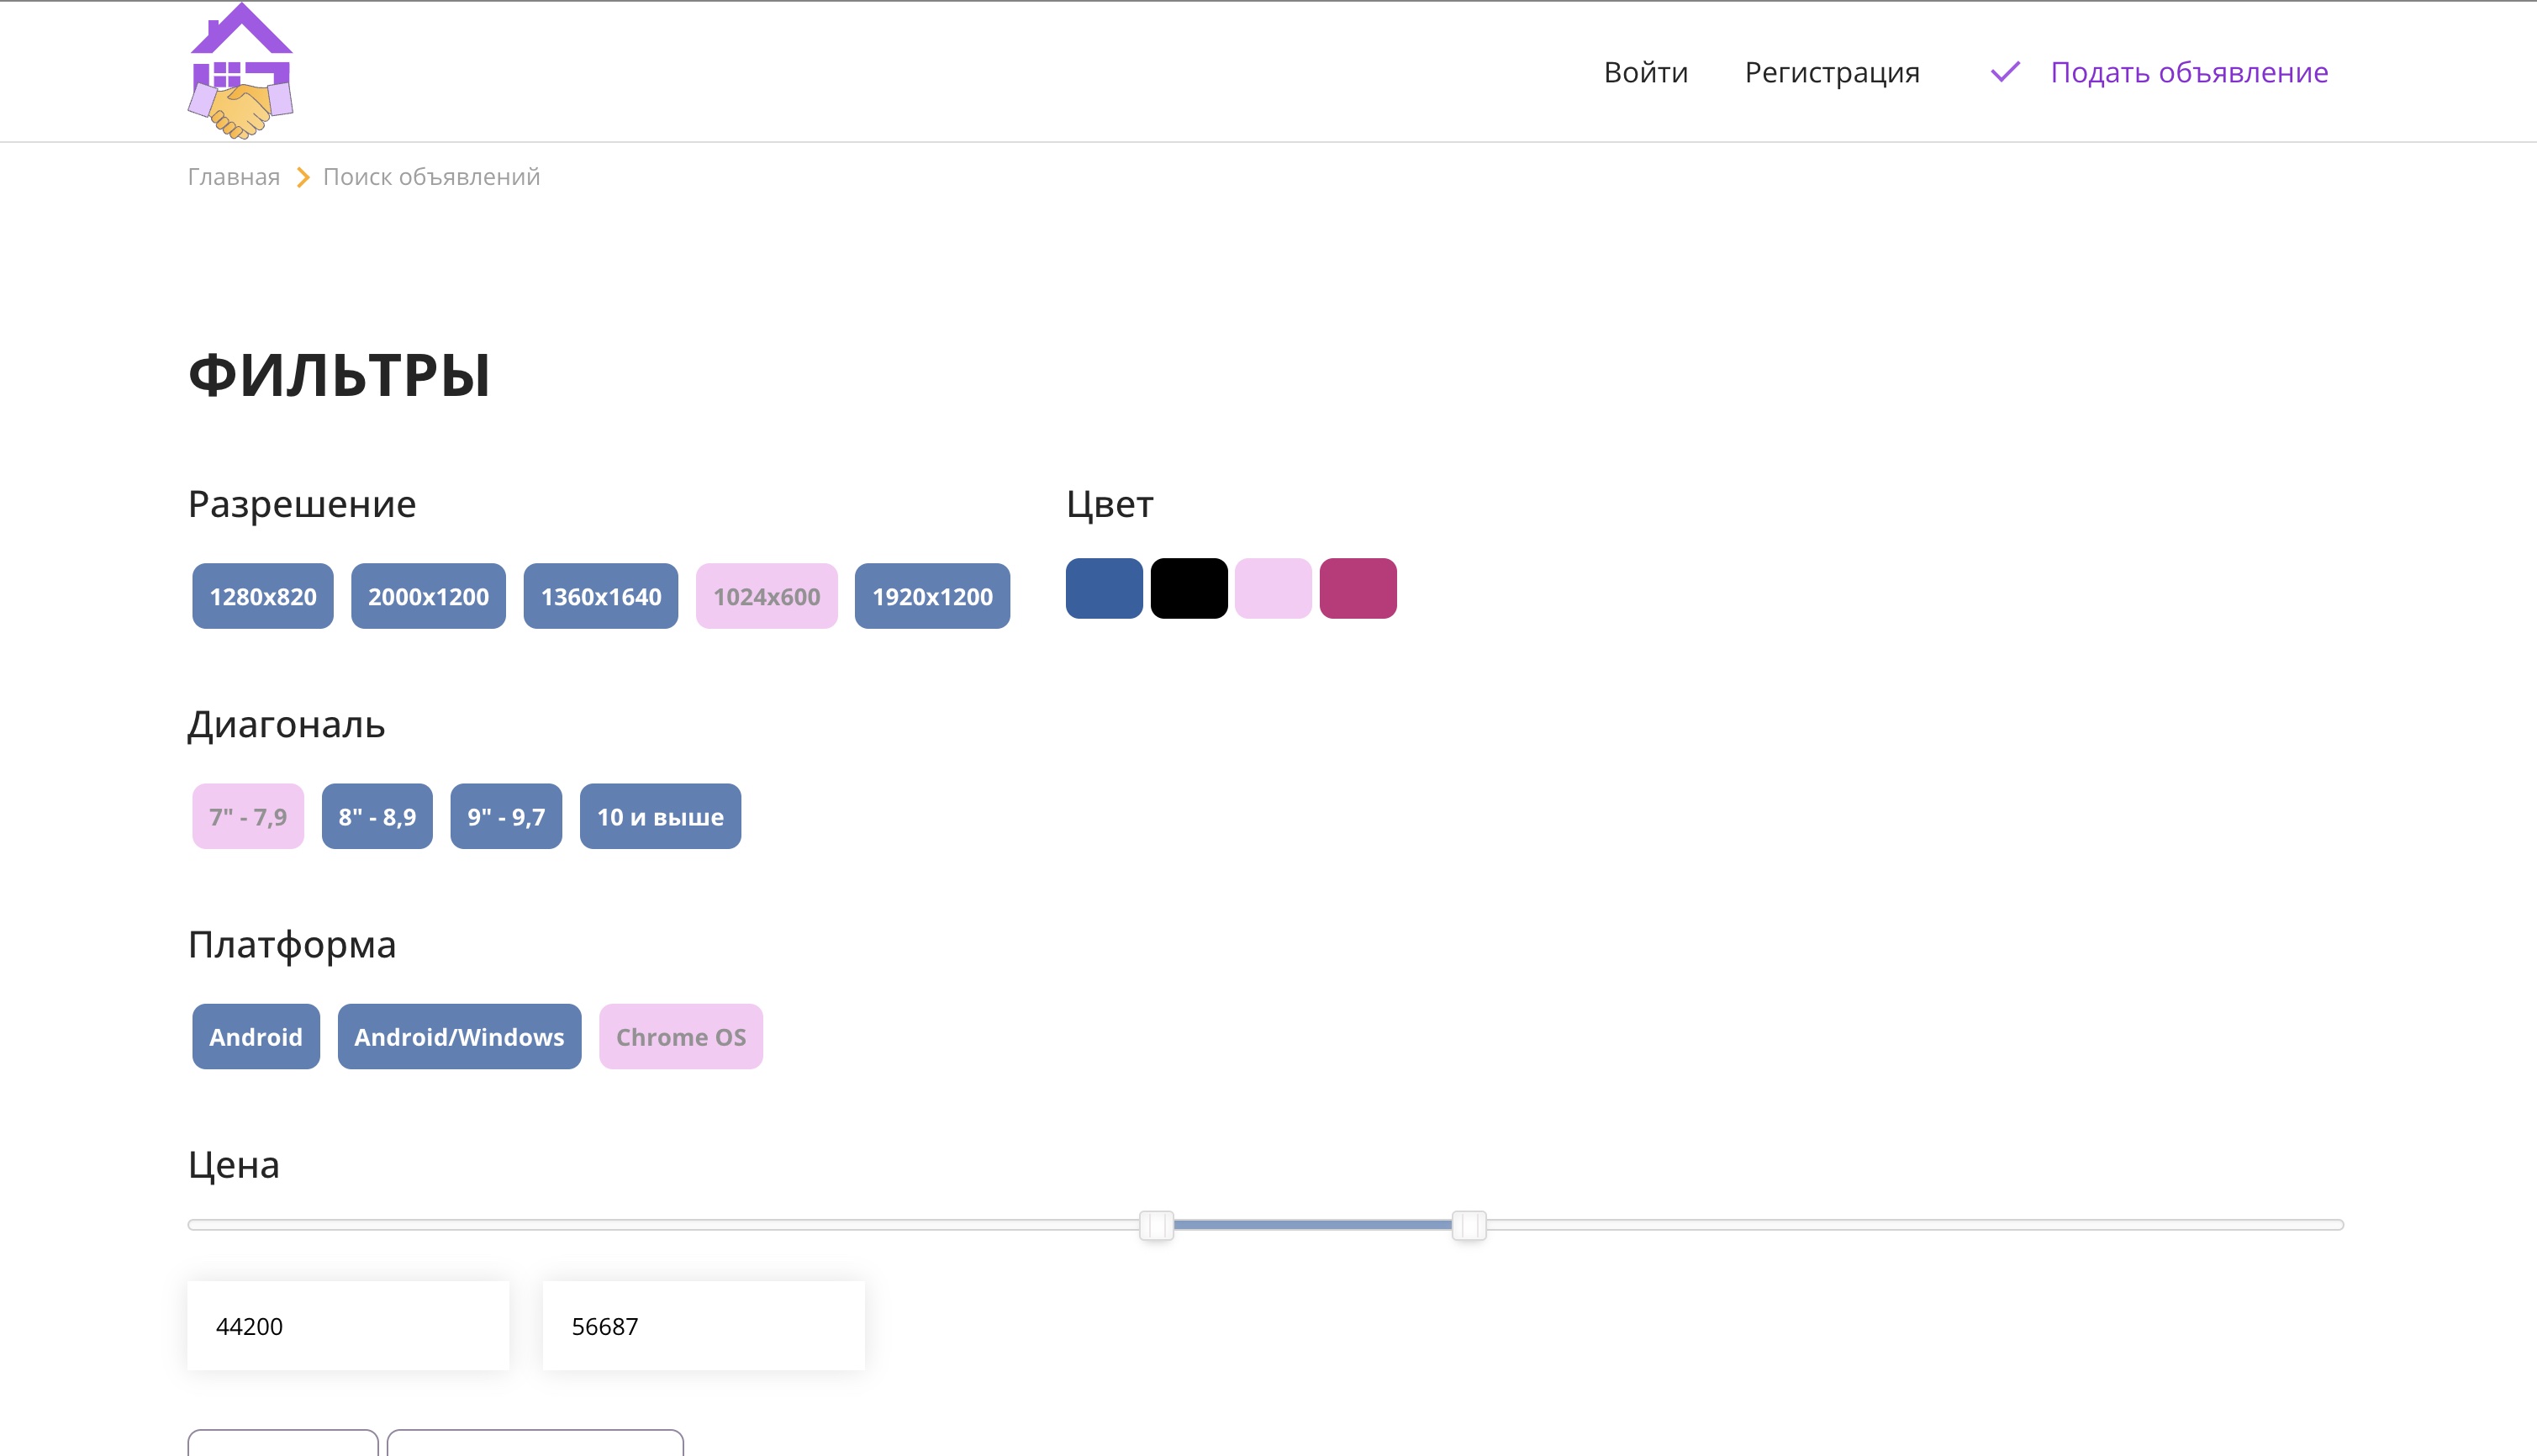 Войти Регистрация Подать объявление
Главная Поиск объявлений
ФИЛЬТРЫ
Разрешение
1280x820 2000x1200 1360x1640 1024x600 1920x1200
Цвет
Диагональ
7" - 7,9 8" - 8,9 9" - 9,7 10 и выше
Платформа
Android Android/Windows Chrome OS
Цена
44200 56687